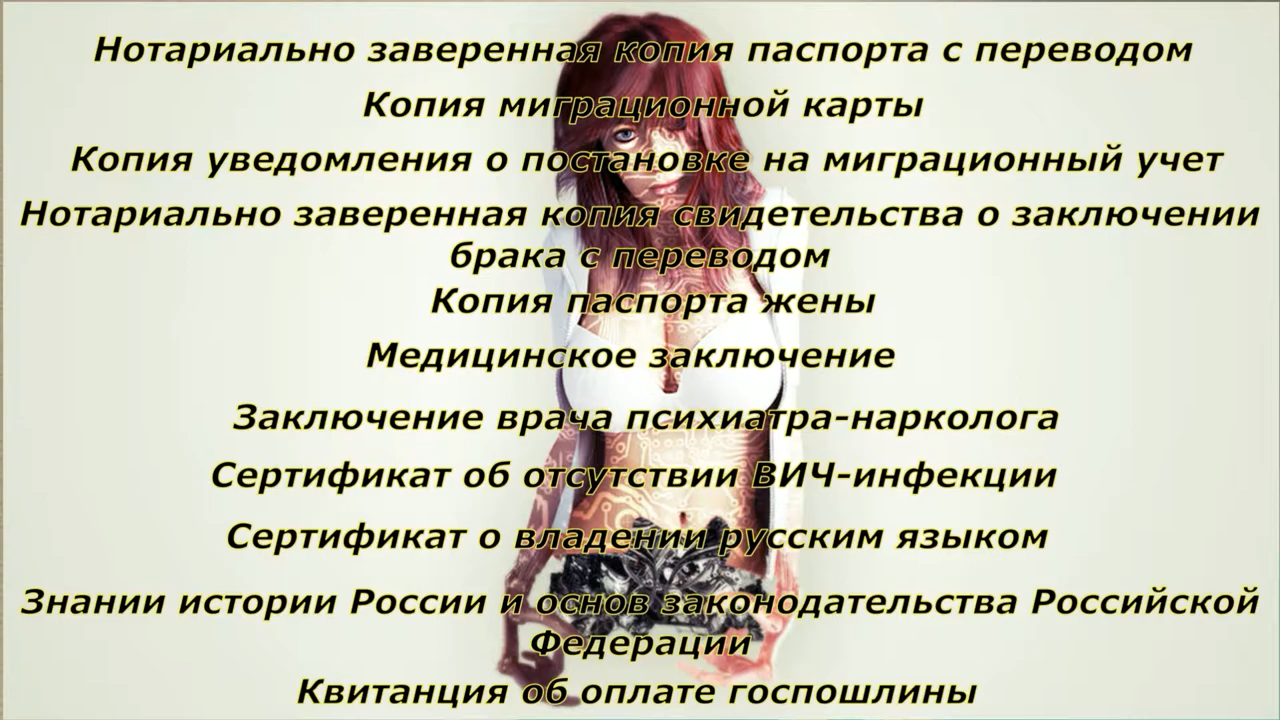 Нотариально заверенная копия паспорта с переводом
Копия миграционной карты
Копия уведомления о постановке на миграционный учет
Нотариально заверенная копия свидетельства о заключении
брака с переводом
Копия паспорта жены
Медицинское заключение
Заключение врача психиатра-нарколога
Сертификат об отсутствии ВИЧ-инфекции
Сертификат о владении русским языком
Знании истории России и основ законодательства Российской
Федерации
Квитанция об оплате госпошлины